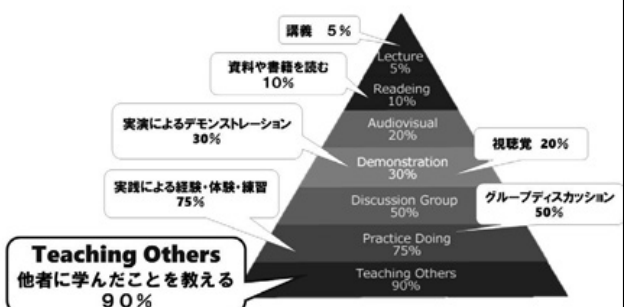 講義 5%
Lecture
5%
資料や書籍を読む
10%
Readeing
10%
実演によるデモンストレーション
30%
Audiovisual
20%
視聴覚 20%
Demonstration
30%
実践による経験・体験・練習
75%
Discussion Group
50%
グループディスカッション
50%
Practice Doing
75%
Teaching Others
他者に学んだことを教える
90%
Teaching Others
90%